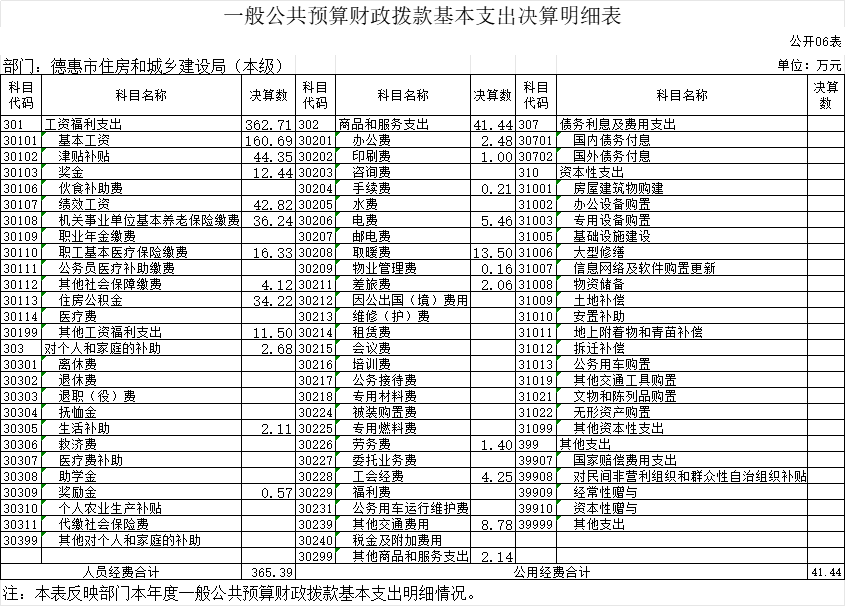 一般公共预算财政拨款基本支出决算明细表
公开06表
部门：德惠市住房和城乡建设局（本级） 单位：万元
科目代码 科目名称 决算数 科目代码 科目名称 决算数 科目代码 科目名称 决算数
301 工资福利支出 362.71 302 商品和服务支出 41.44 307 债务利息及费用支出
30101 基本工资 160.69 30201 办公费 2.48 30701 国内债务付息
30102 津贴补贴 44.35 30202 印刷费 1.00 30702 国外债务付息
30103 奖金 12.44 30203 咨询费 310 资本性支出
30106 伙食补助费 30204 手续费 0.21 31001 房屋建筑物购建
30107 绩效工资 42.82 30205 水费 31002 办公设备购置
30108 机关事业单位基本养老保险缴费 36.24 30206 电费 5.46 31003 专用设备购置
30109 职业年金缴费 30207 邮电费 31005 基础设施建设
30110 职工基本医疗保险缴费 16.33 30208 取暖费 13.50 31006 大型修缮
30111 公务员医疗补助缴费 30209 物业管理费 0.16 31007 信息网络及软件购置更新
30112 其他社会保障缴费 4.12 30211 差旅费 2.06 31008 物资储备
30113 住房公积金 34.22 30212 因公出国（境）费用 31009 土地补偿
30114 医疗费 30213 维修（护）费 31010 安置补助
30199 其他工资福利支出 11.50 30214 租赁费 31011 地上附着物和青苗补偿
303 对个人和家庭的补助 2.68 30215 会议费 31012 拆迁补偿
30301 离休费 30216 培训费 31013 公务用车购置
30302 退休费 30217 公务接待费 31019 其他交通工具购置
30303 退职（役）费 30218 专用材料费 31021 文物和陈列品购置
30304 抚恤金 30224 被装购置费 31022 无形资产购置
30305 生活补助 2.11 30225 专用燃料费 31099 其他资本性支出
30306 救济费 30226 劳务费 1.40 399 其他支出
30307 医疗费补助 30227 委托业务费 39907 国家赔偿费用支出
30308 助学金 30228 工会经费 4.25 39908 对民间非营利组织和群众性自治组织补贴
30309 奖励金 0.57 30229 福利费 39909 经常性赠与
30310 个人农业生产补贴 30231 公务用车运行维护费 39910 资本性赠与
30311 代缴社会保险费 30239 其他交通费用 8.78 39999 其他支出
30399 其他对个人和家庭的补助 30240 税金及附加费用
30299 其他商品和服务支出 2.14
人员经费合计 365.39 公用经费合计 41.44
注：本表反映部门本年度一般公共预算财政拨款基本支出明细情况。